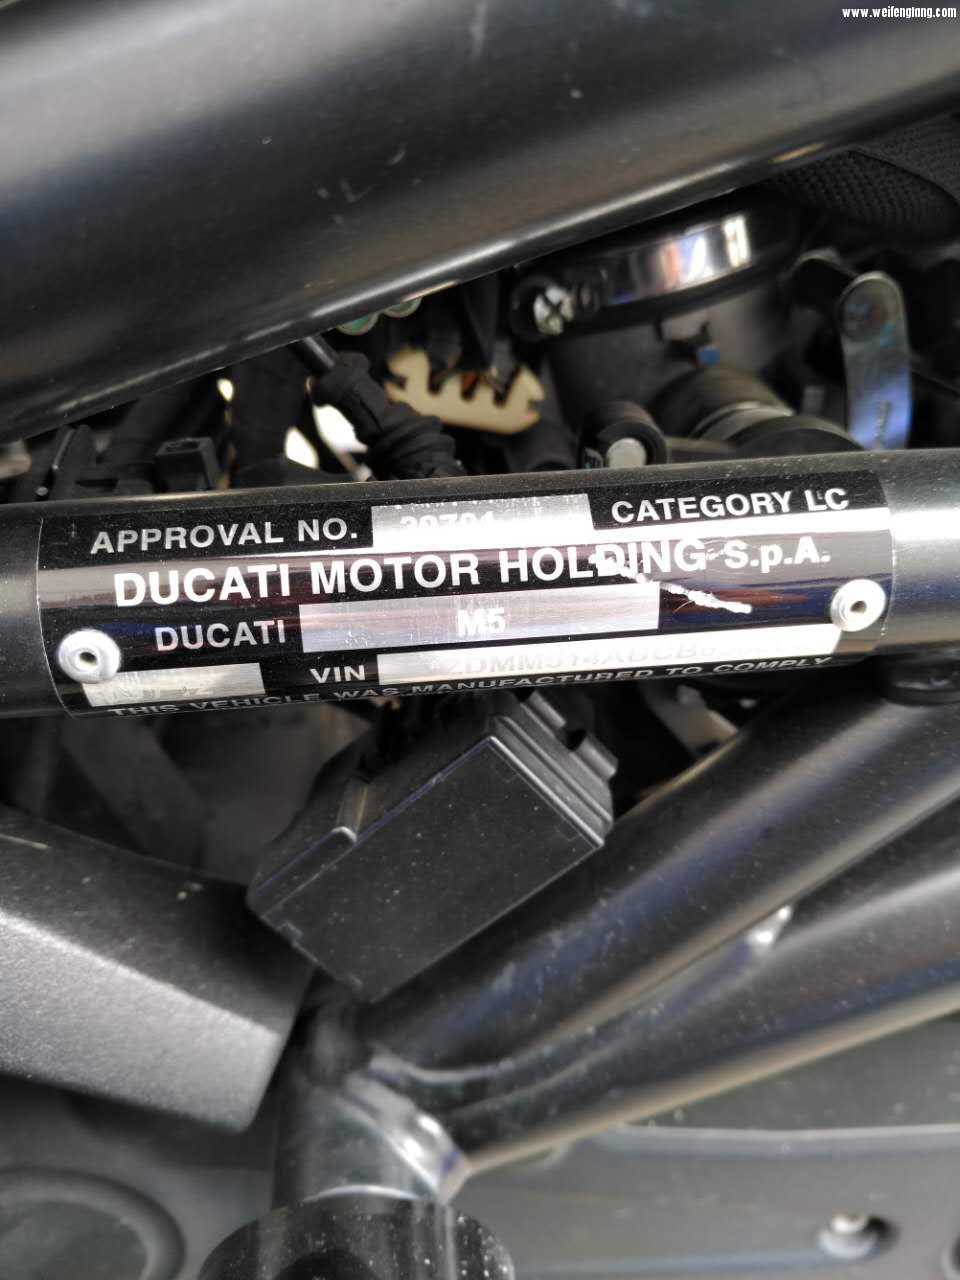 www.weifengtang.com
APPROVAL NO. 30701 CATEGORY LC
DUCATI MOTOR HOLDING S.p.A.
DUCATI M5
VIN
THIS VEHICLE WAS MANUFACTURED TO COMPLY